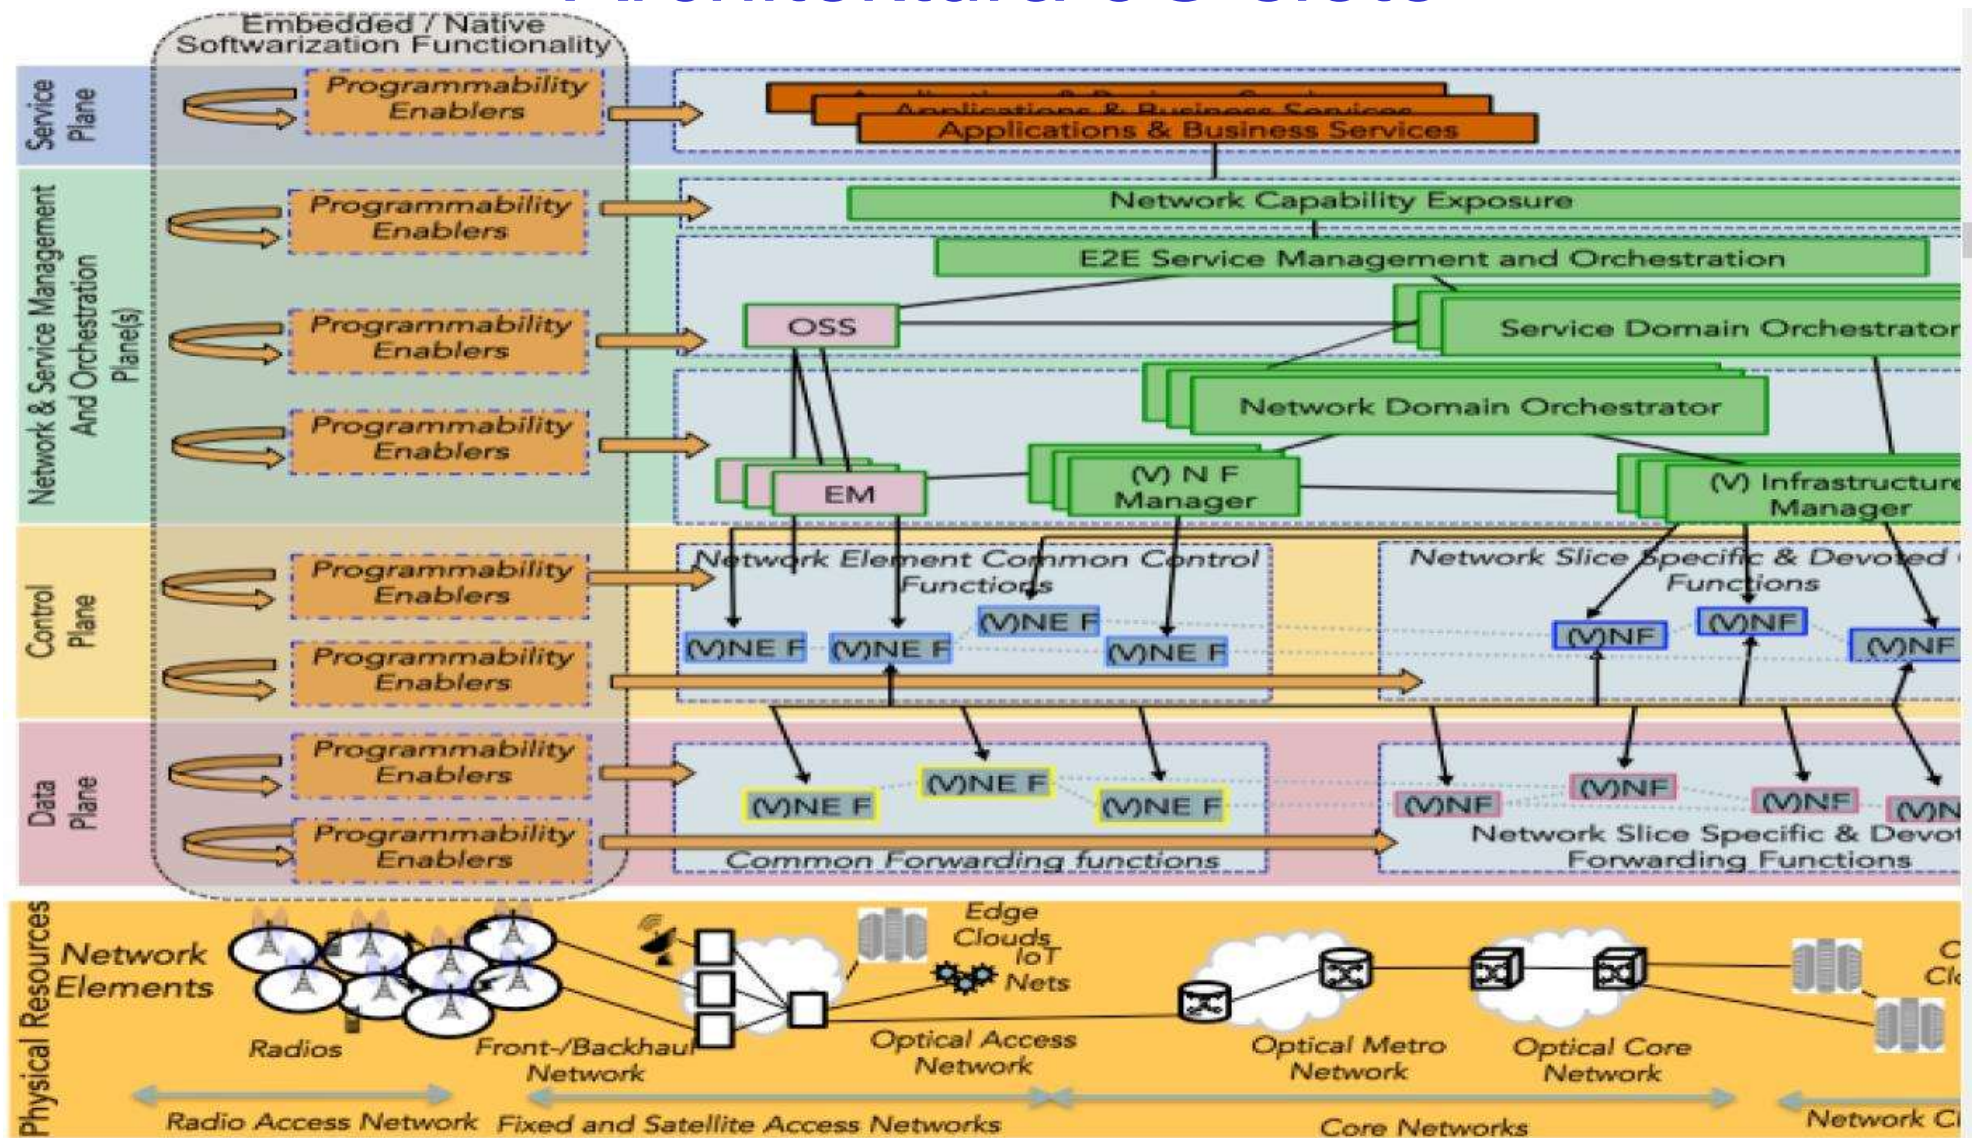 Embedded / Native
Softwarization Functionality
Service
Plane
Programmability
Enablers
Applications & Business Services
Applications & Business Services
Network & Service Management
And Orchestration
Plane(s)
Programmability
Enablers
Network Capability Exposure
E2E Service Management and Orchestration
Programmability
Enablers
OSS
Service Domain Orchestrator
Programmability
Enablers
Network Domain Orchestrator
EM
(V) N F
Manager
(V) Infrastructure
Manager
Control
Plane
Programmability
Enablers
Network Element Common Control
Functions
Network Slice Specific & Devoted
Functions
(V)NE F
(V)NE F
(V)NE F
(V)NE F
(V)NF
(V)NF
(V)NF
Programmability
Enablers
Data
Plane
Programmability
Enablers
(V)NE F
(V)NE F
(V)NE F
(V)NF
(V)NF
(V)NF
(V)N
Programmability
Enablers
Common Forwarding functions
Network Slice Specific & Devot
Forwarding Functions
Physical Resources
Network
Elements
Edge
Clouds
IoT
Nets
Radios
Front-/Backhaul
Network
Optical Access
Network
Optical Metro
Network
Optical Core
Network
Radio Access Network
Fixed and Satellite Access Networks
Core Networks
Network Cl